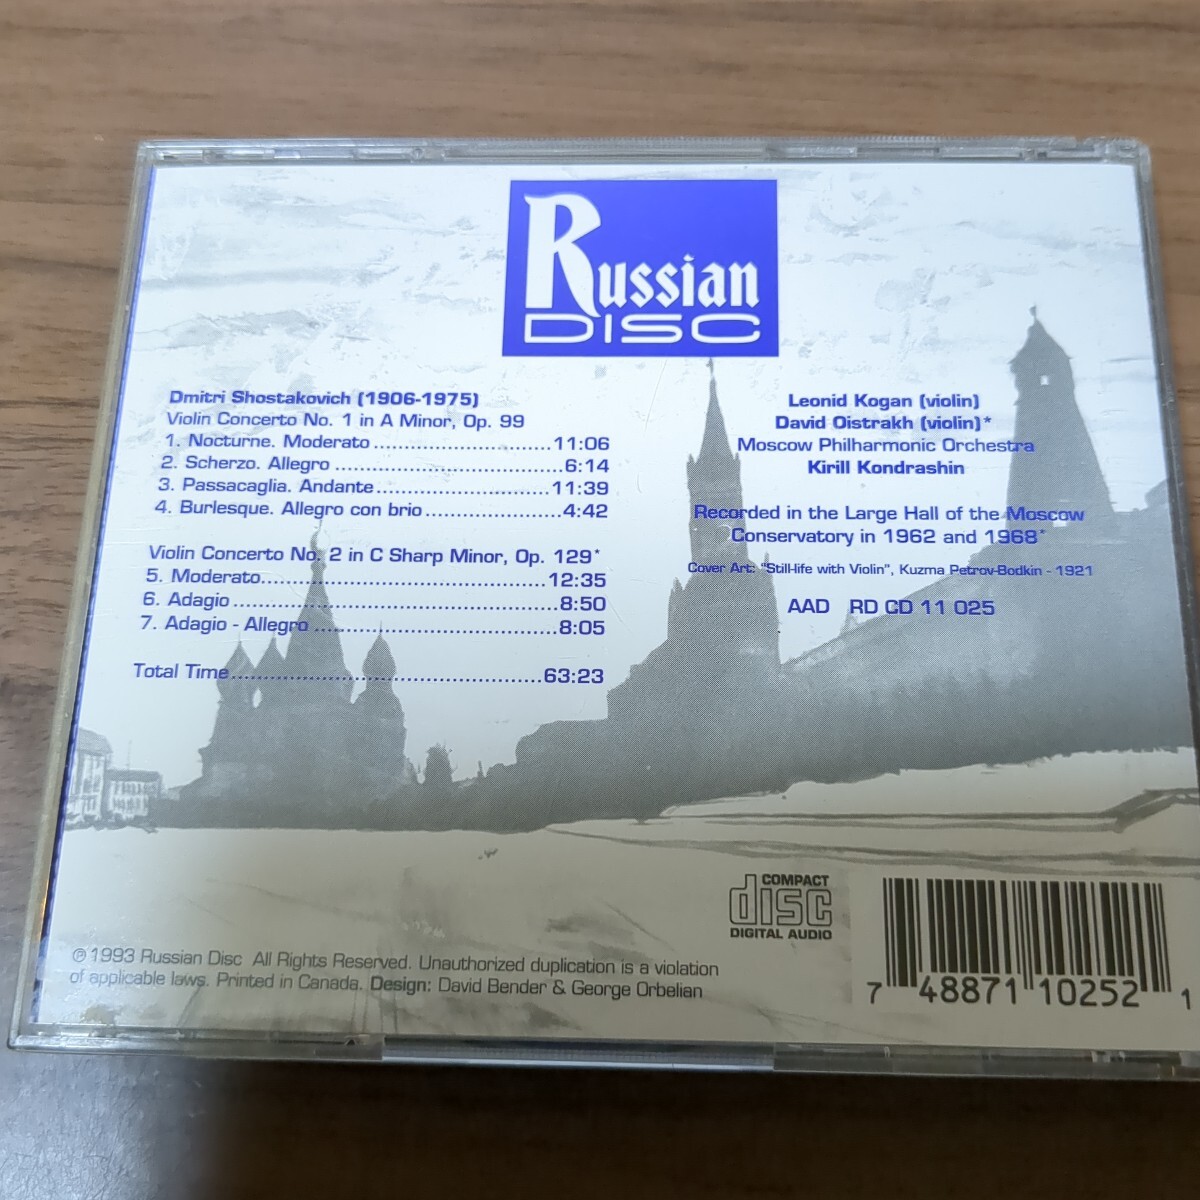 Russian
DISC
Dmitri Shostakovich (1906-1975)
Violin Concerto No. 1 in A Minor, Op. 99
1. Nocturne. Moderato ................................ 11:06
2. Scherzo. Allegro ........................................ 6:14
3. Passacaglia. Andante ............................... 11:39
4. Burlesque. Allegro con brio ........................ 4:42
Violin Concerto No. 2 in C Sharp Minor, Op. 129*
5. Moderato.................................................. 12:35
6. Adagio ........................................................ 8:50
7. Adagio - Allegro .......................................... 8:05
Total Time...................................................... 63:23
Leonid Kogan (violin)
David Oistrakh (violin)*
Moscow Philharmonic Orchestra
Kirill Kondrashin
Recorded in the Large Hall of the Moscow
Conservatory in 1962 and 1968*
Cover Art: "Still-life with Violin", Kuzma Petrov-Bodkin - 1921
AAD RD CD 11 025
COMPACT
disc
DIGITAL AUDIO
℗ 1993 Russian Disc All Rights Reserved. Unauthorized duplication is a violation
of applicable laws. Printed in Canada. Design: David Bender & George Orbelian
7 48871 10252 1